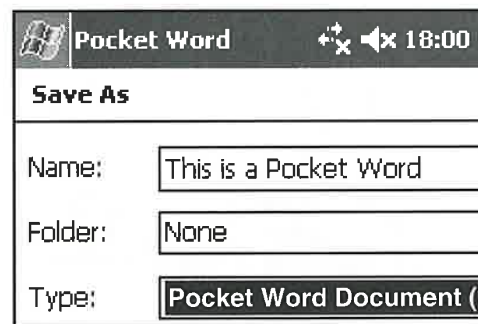 Pocket Word 18:00
Save As
Name: This is a Pocket Word
Folder: None
Type: Pocket Word Document (